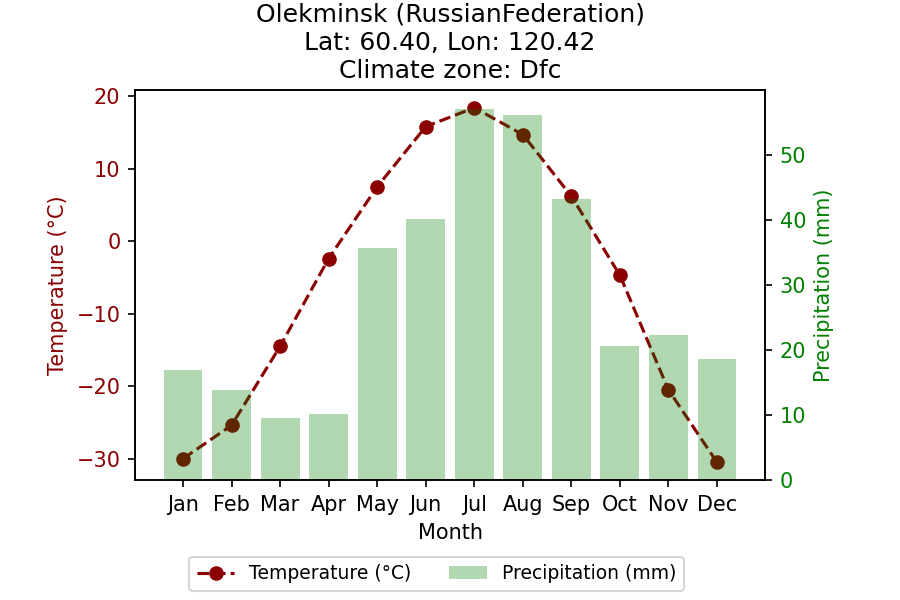 Olekminsk (RussianFederation)
Lat: 60.40, Lon: 120.42
Climate zone: Dfc
20
10
0
−10
−20
−30
Temperature (°C)
50
40
30
20
10
0
Precipitation (mm)
Jan Feb Mar Apr May Jun Jul Aug Sep Oct Nov Dec
Month
Temperature (°C) Precipitation (mm)